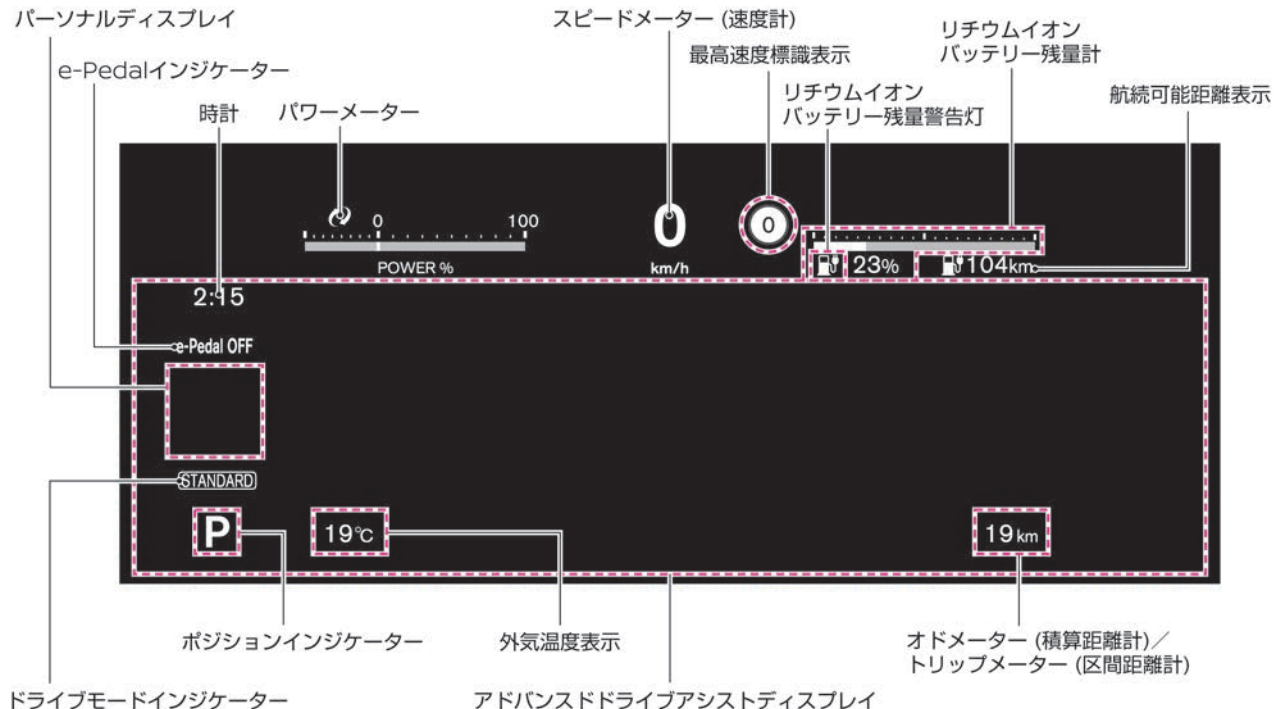 パーソナルディスプレイ
スピードメーター (速度計)
リチウムイオン
バッテリー残量計
最高速度標識表示
e-Pedalインジケーター
リチウムイオン
バッテリー残量警告灯
航続可能距離表示
時計
パワーメーター
0
100
0
0
POWER %
km/h
23%
104km
2:15
e-Pedal OFF
STANDARD
P
19℃
19 km
ポジションインジケーター
外気温度表示
オドメーター (積算距離計)／
トリップメーター (区間距離計)
ドライブモードインジケーター
アドバンスドドライブアシストディスプレイ